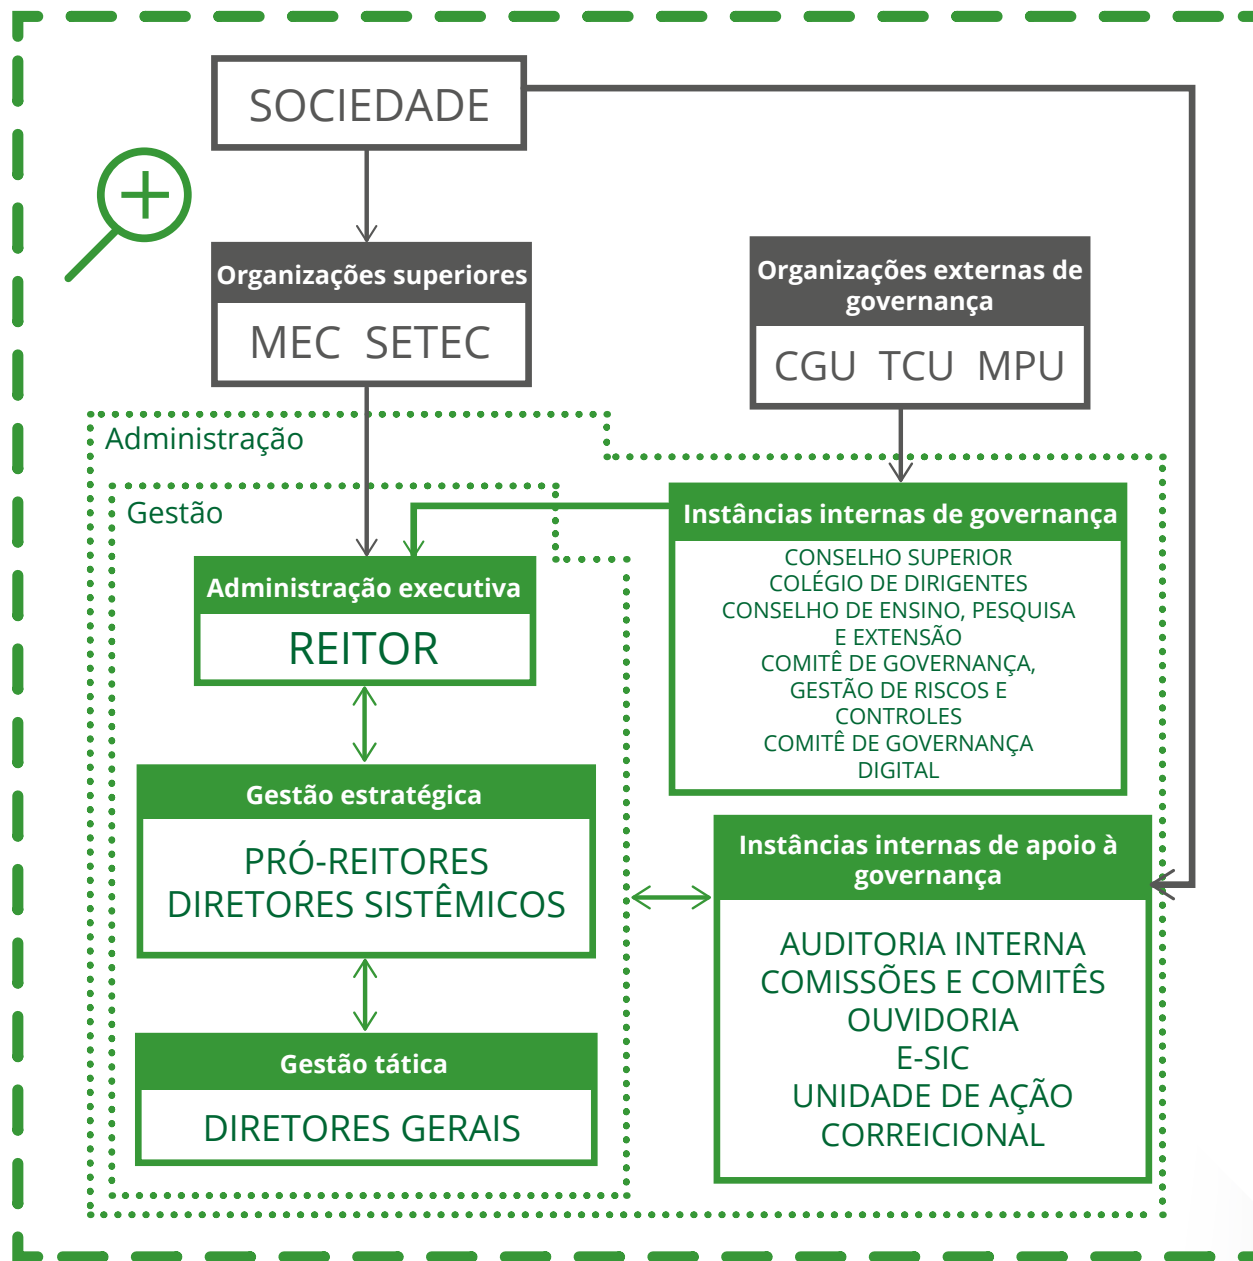 SOCIEDADE
Organizações superiores
MEC SETEC
Organizações externas de
governança
CGU TCU MPU
Administração
Gestão
Administração executiva
REITOR
Gestão estratégica
PRÓ-REITORES
DIRETORES SISTÊMICOS
Gestão tática
DIRETORES GERAIS
Instâncias internas de governança
CONSELHO SUPERIOR
COLÉGIO DE DIRIGENTES
CONSELHO DE ENSINO, PESQUISA
E EXTENSÃO
COMITÊ DE GOVERNANÇA,
GESTÃO DE RISCOS E
CONTROLES
COMITÊ DE GOVERNANÇA
DIGITAL
Instâncias internas de apoio à
governança
AUDITORIA INTERNA
COMISSÕES E COMITÊS
OUVIDORIA
E-SIC
UNIDADE DE AÇÃO
CORREICIONAL